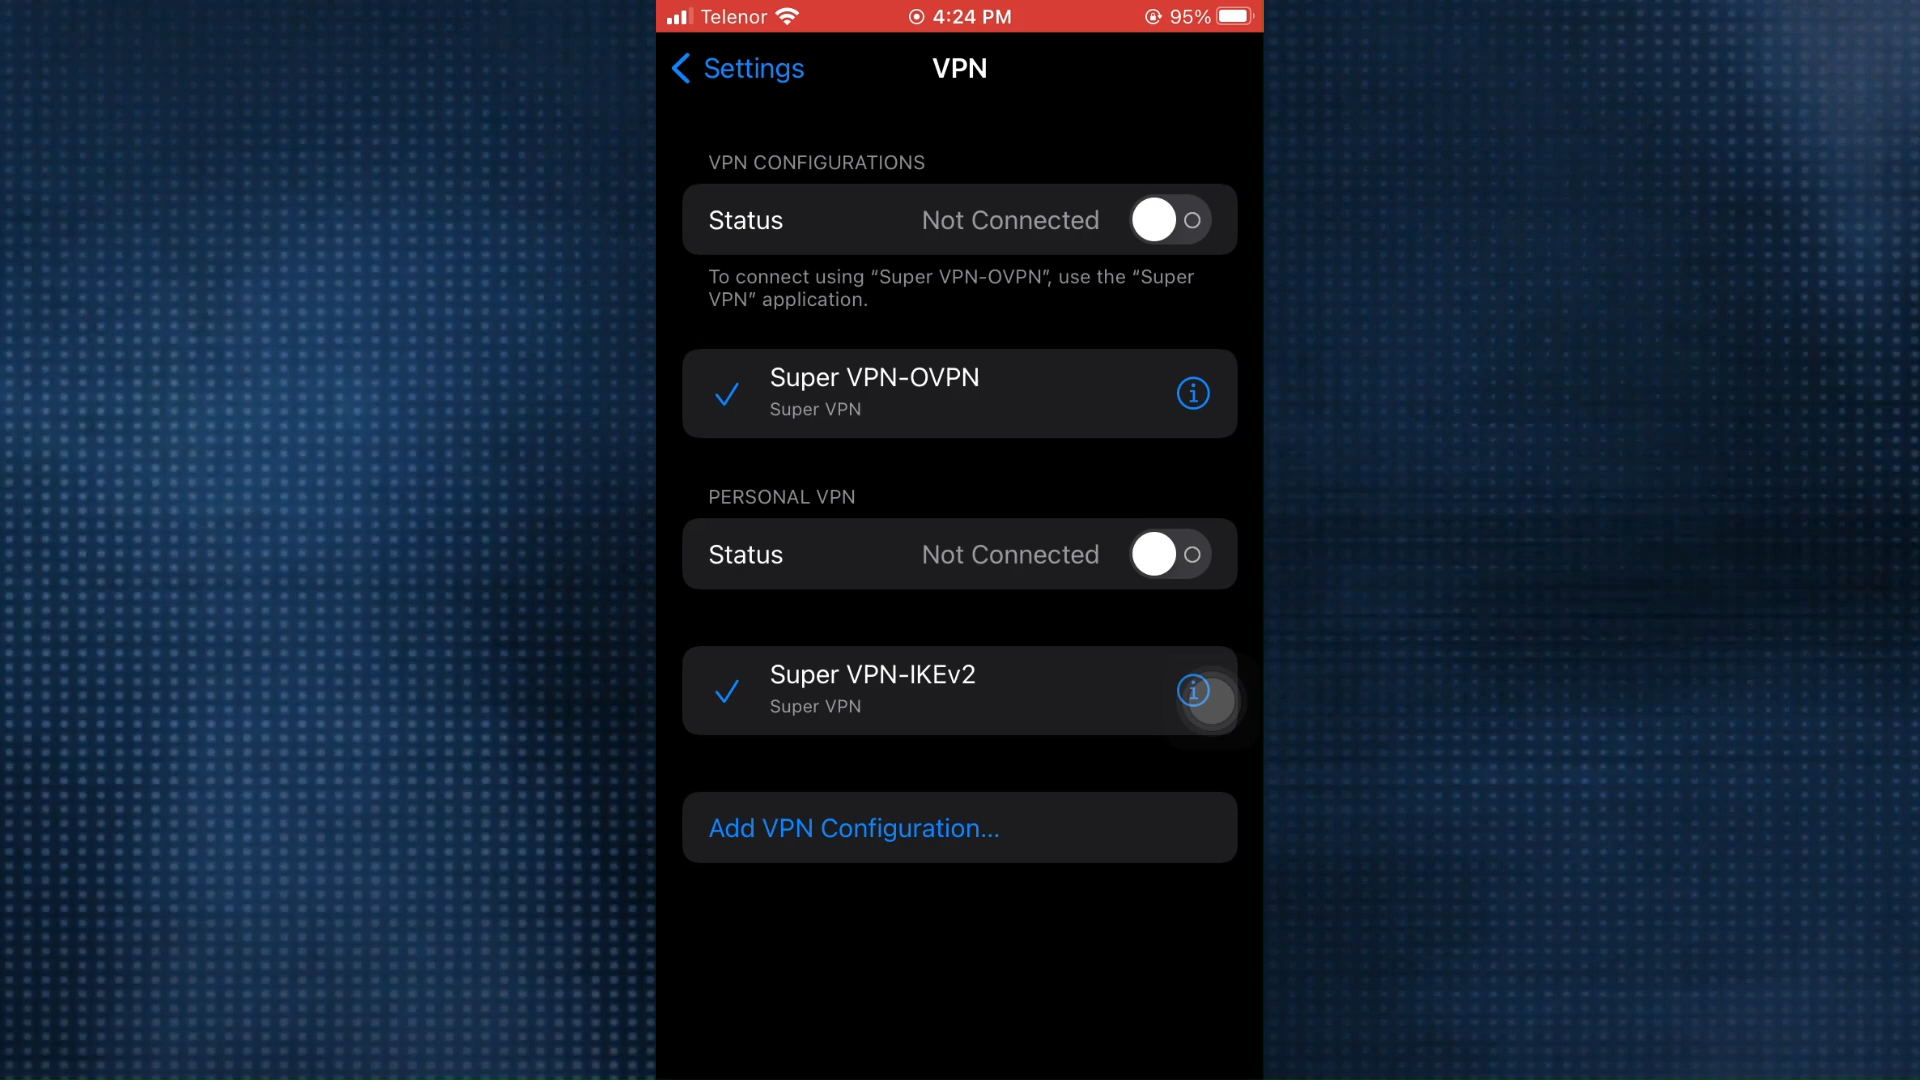 Telenor 4:24 PM 95%
Settings VPN
VPN CONFIGURATIONS
Status Not Connected
To connect using “Super VPN-OVPN”, use the “Super
VPN” application.
Super VPN-OVPN
Super VPN
PERSONAL VPN
Status Not Connected
Super VPN-IKEv2
Super VPN
Add VPN Configuration...